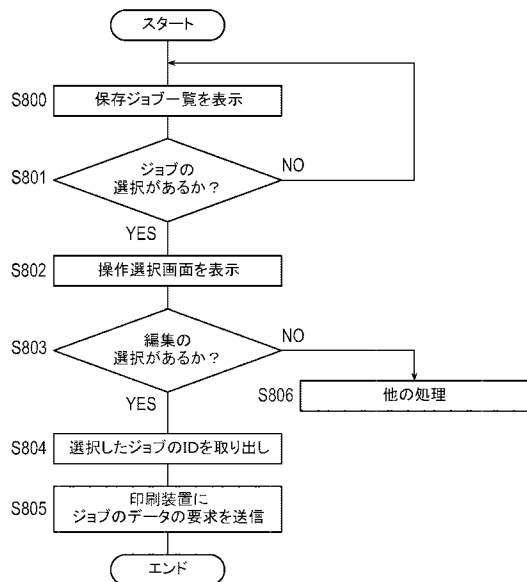 スタート
S800
保存ジョブ一覧を表示
S801
ジョブの
選択があるか?
NO
YES
S802
操作選択画面を表示
S803
編集の
選択があるか?
NO
YES
S806
他の処理
S804
選択したジョブのIDを取り出し
S805
印刷装置に
ジョブのデータの要求を送信
エンド